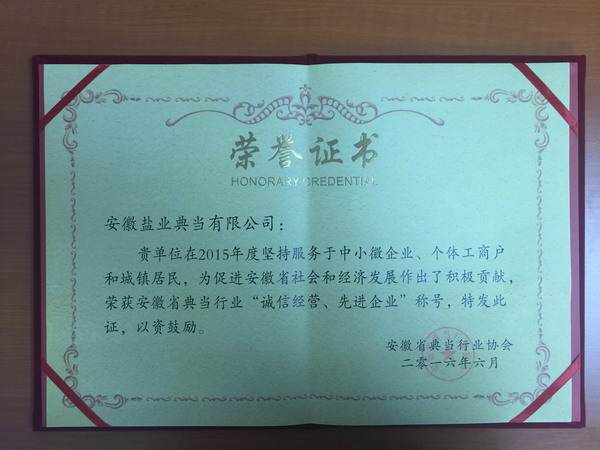 荣誉证书
HONORARY CREDENTIAL
安徽盐业典当有限公司：
贵单位在2015年度坚持服务于中小徽企业、个体工商户
和城镇居民，为促进安徽省社会和经济发展作出了积极贡献，
荣获安徽省典当行业“诚信经营、先进企业”称号，特发此
证，以资鼓励。
安徽省典当行业协会
二零一六年六月